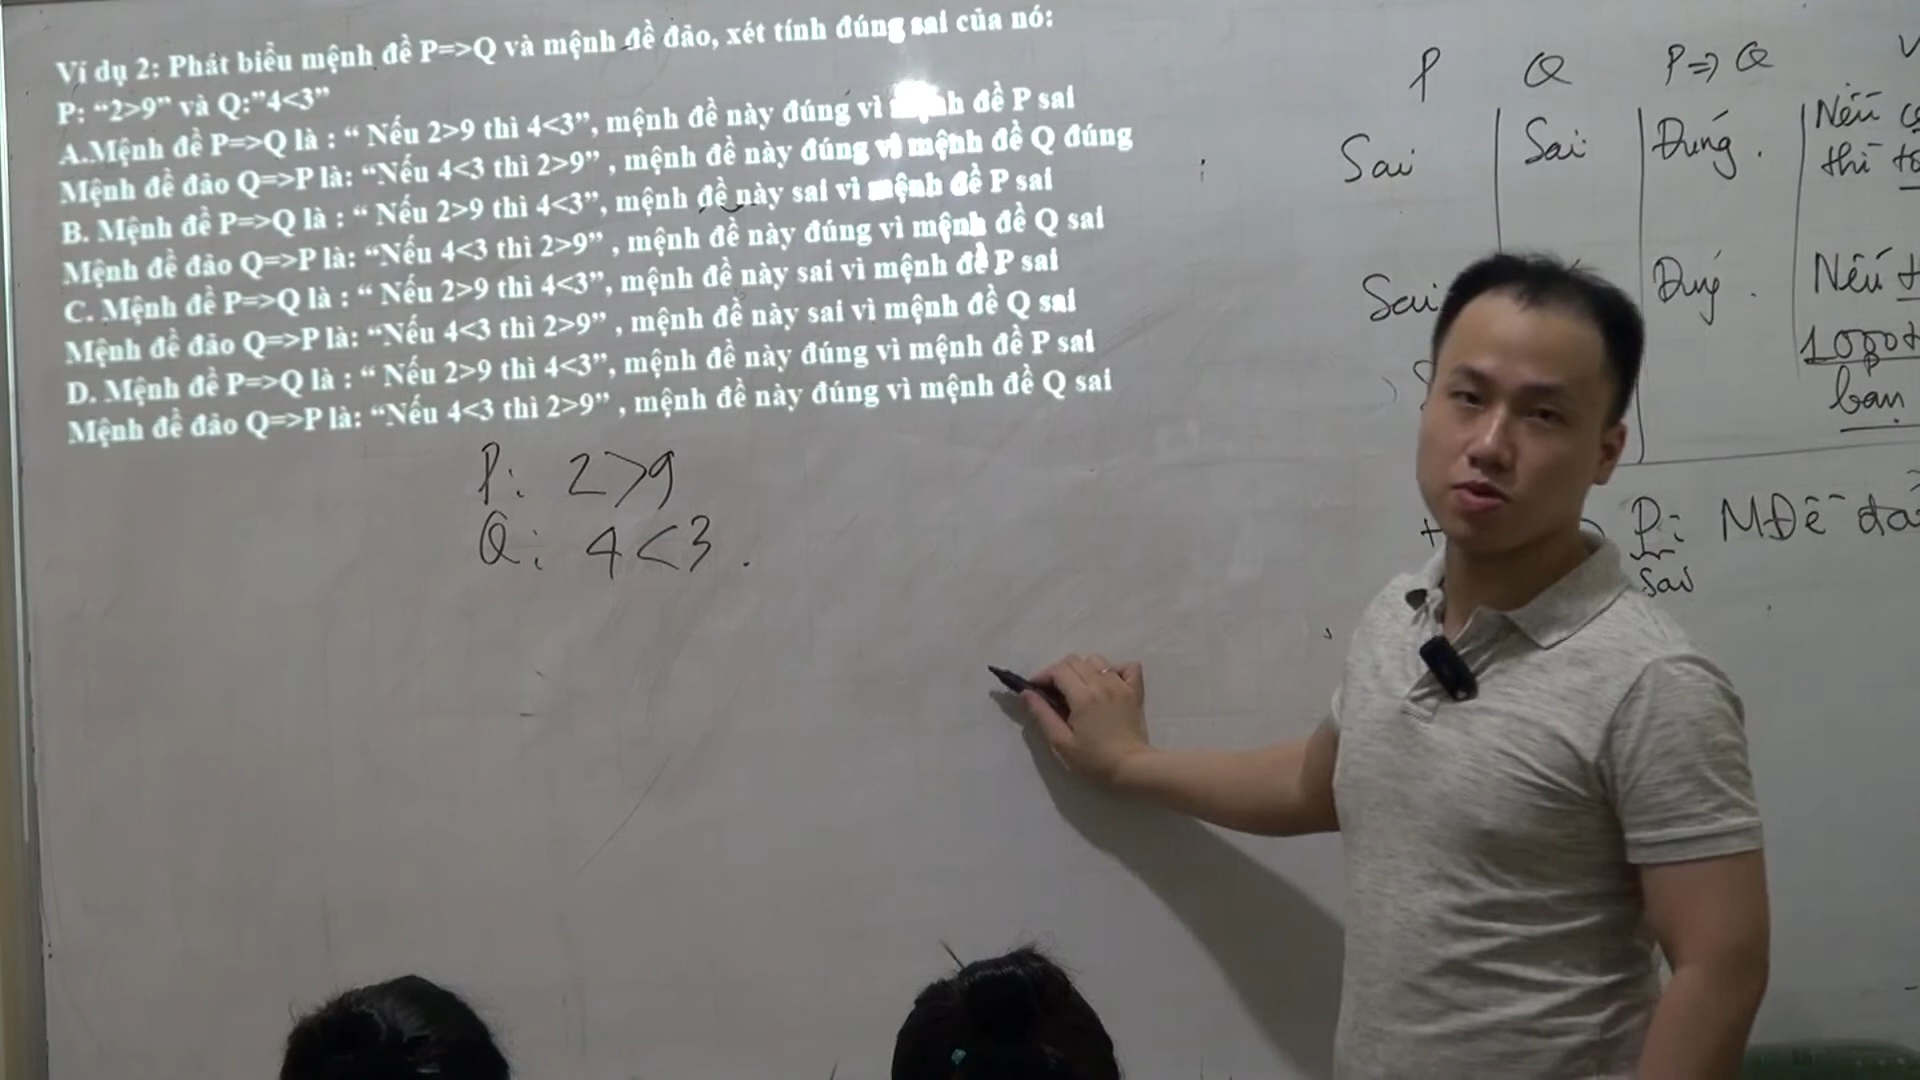 Ví dụ 2: Phát biểu mệnh đề P=>Q và mệnh đề đảo, xét tính đúng sai của nó:
P: “2>9” và Q:”4<3”
A.Mệnh đề P=>Q là : “ Nếu 2>9 thì 4<3”, mệnh đề này đúng vì mệnh đề P sai
Mệnh đề đảo Q=>P là: “Nếu 4<3 thì 2>9” , mệnh đề này đúng vì mệnh đề Q đúng
B. Mệnh đề P=>Q là : “ Nếu 2>9 thì 4<3”, mệnh đề này sai vì mệnh đề P sai
Mệnh đề đảo Q=>P là: “Nếu 4<3 thì 2>9” , mệnh đề này đúng vì mệnh đề Q sai
C. Mệnh đề P=>Q là : “ Nếu 2>9 thì 4<3”, mệnh đề này sai vì mệnh đề P sai
Mệnh đề đảo Q=>P là: “Nếu 4<3 thì 2>9” , mệnh đề này sai vì mệnh đề Q sai
D. Mệnh đề P=>Q là : “ Nếu 2>9 thì 4<3”, mệnh đề này đúng vì mệnh đề P sai
Mệnh đề đảo Q=>P là: “Nếu 4<3 thì 2>9” , mệnh đề này đúng vì mệnh đề Q sai
P: 2>9
Q: 4<3.
P Q P=>Q
Sai Sai Đúng. Nếu
thì
Sai Đúng. Nếu
bạn
P: MĐề
sai